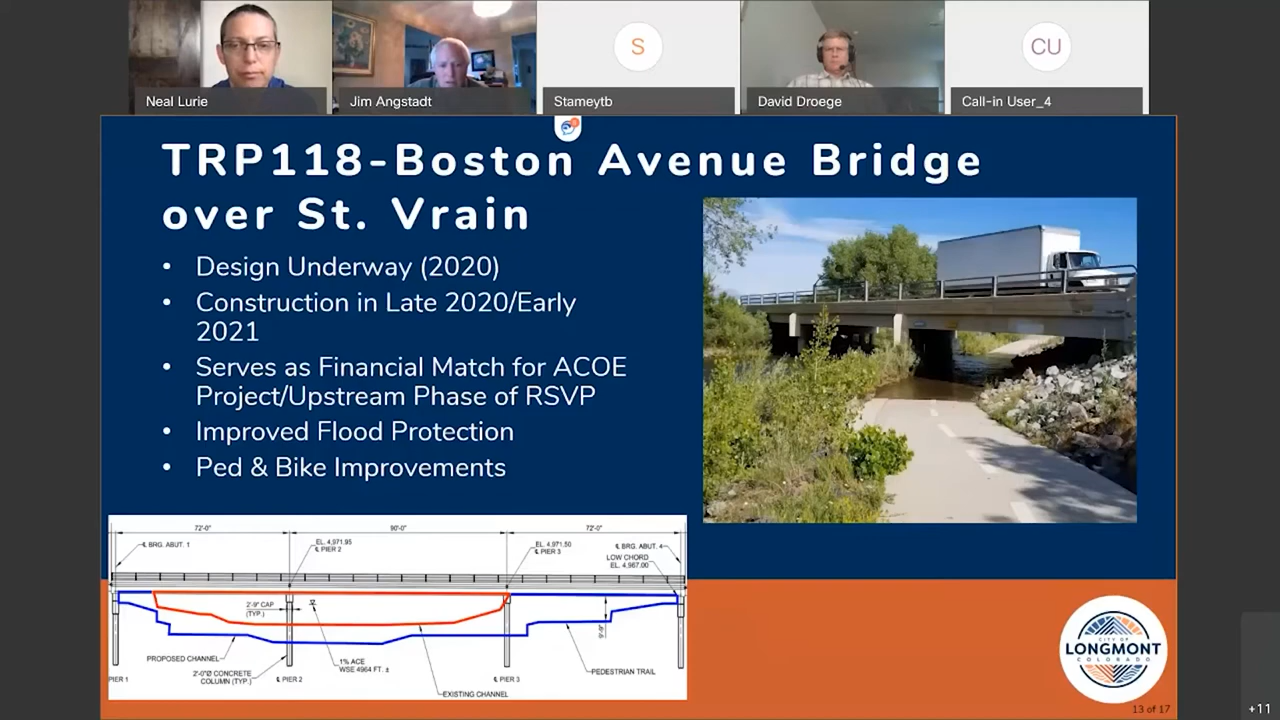 S
CU
Neal Lurie
Jim Angstadt
Stameytb
David Droege
Call-in User_4
TRP118-Boston Avenue Bridge
over St. Vrain
• Design Underway (2020)
• Construction in Late 2020/Early
2021
• Serves as Financial Match for ACOE
Project/Upstream Phase of RSVP
• Improved Flood Protection
• Ped & Bike Improvements
72'-0"
90'-0"
72'-0"
℄ BRG. ABUT. 1
EL. 4,971.95
℄ PIER 2
EL. 4,971.50
℄ PIER 3
℄ BRG. ABUT. 4
LOW CHORD
EL. 4,967.00
2'-9" CAP
(TYP.)
9'-0"
PROPOSED CHANNEL
1% ACE
WSE 4964 FT. ±
2'-0"Ø CONCRETE
COLUMN (TYP.)
PEDESTRIAN TRAIL
PIER 1
℄ PIER 2
℄ PIER 3
EXISTING CHANNEL
CITY OF
LONGMONT
COLORADO
13 of 17
+11